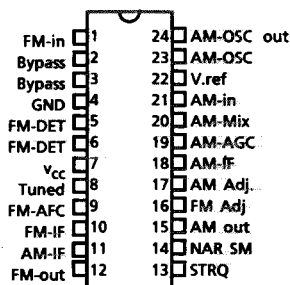 FM-in 1
Bypass 2
Bypass 3
GND 4
FM-DET 5
FM-DET 6
Vcc 7
Tuned 8
FM-AFC 9
FM-IF 10
AM-IF 11
FM-out 12
24 AM-OSC out
23 AM-OSC
22 V.ref
21 AM-in
20 AM-Mix
19 AM-AGC
18 AM-IF
17 AM Adj.
16 FM Adj
15 AM out
14 NAR SM
13 STRQ